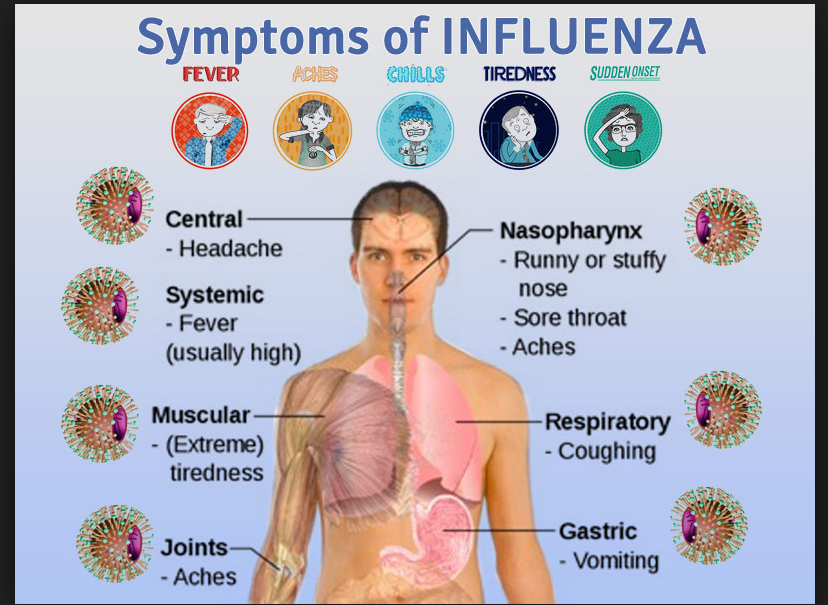 Symptoms of INFLUENZA
FEVER
ACHES
CHILLS
TIREDNESS
SUDDEN ONSET
Central
- Headache
Systemic
- Fever
(usually high)
Muscular
- (Extreme)
tiredness
Joints
- Aches
Nasopharynx
- Runny or stuffy
nose
- Sore throat
- Aches
Respiratory
- Coughing
Gastric
- Vomiting